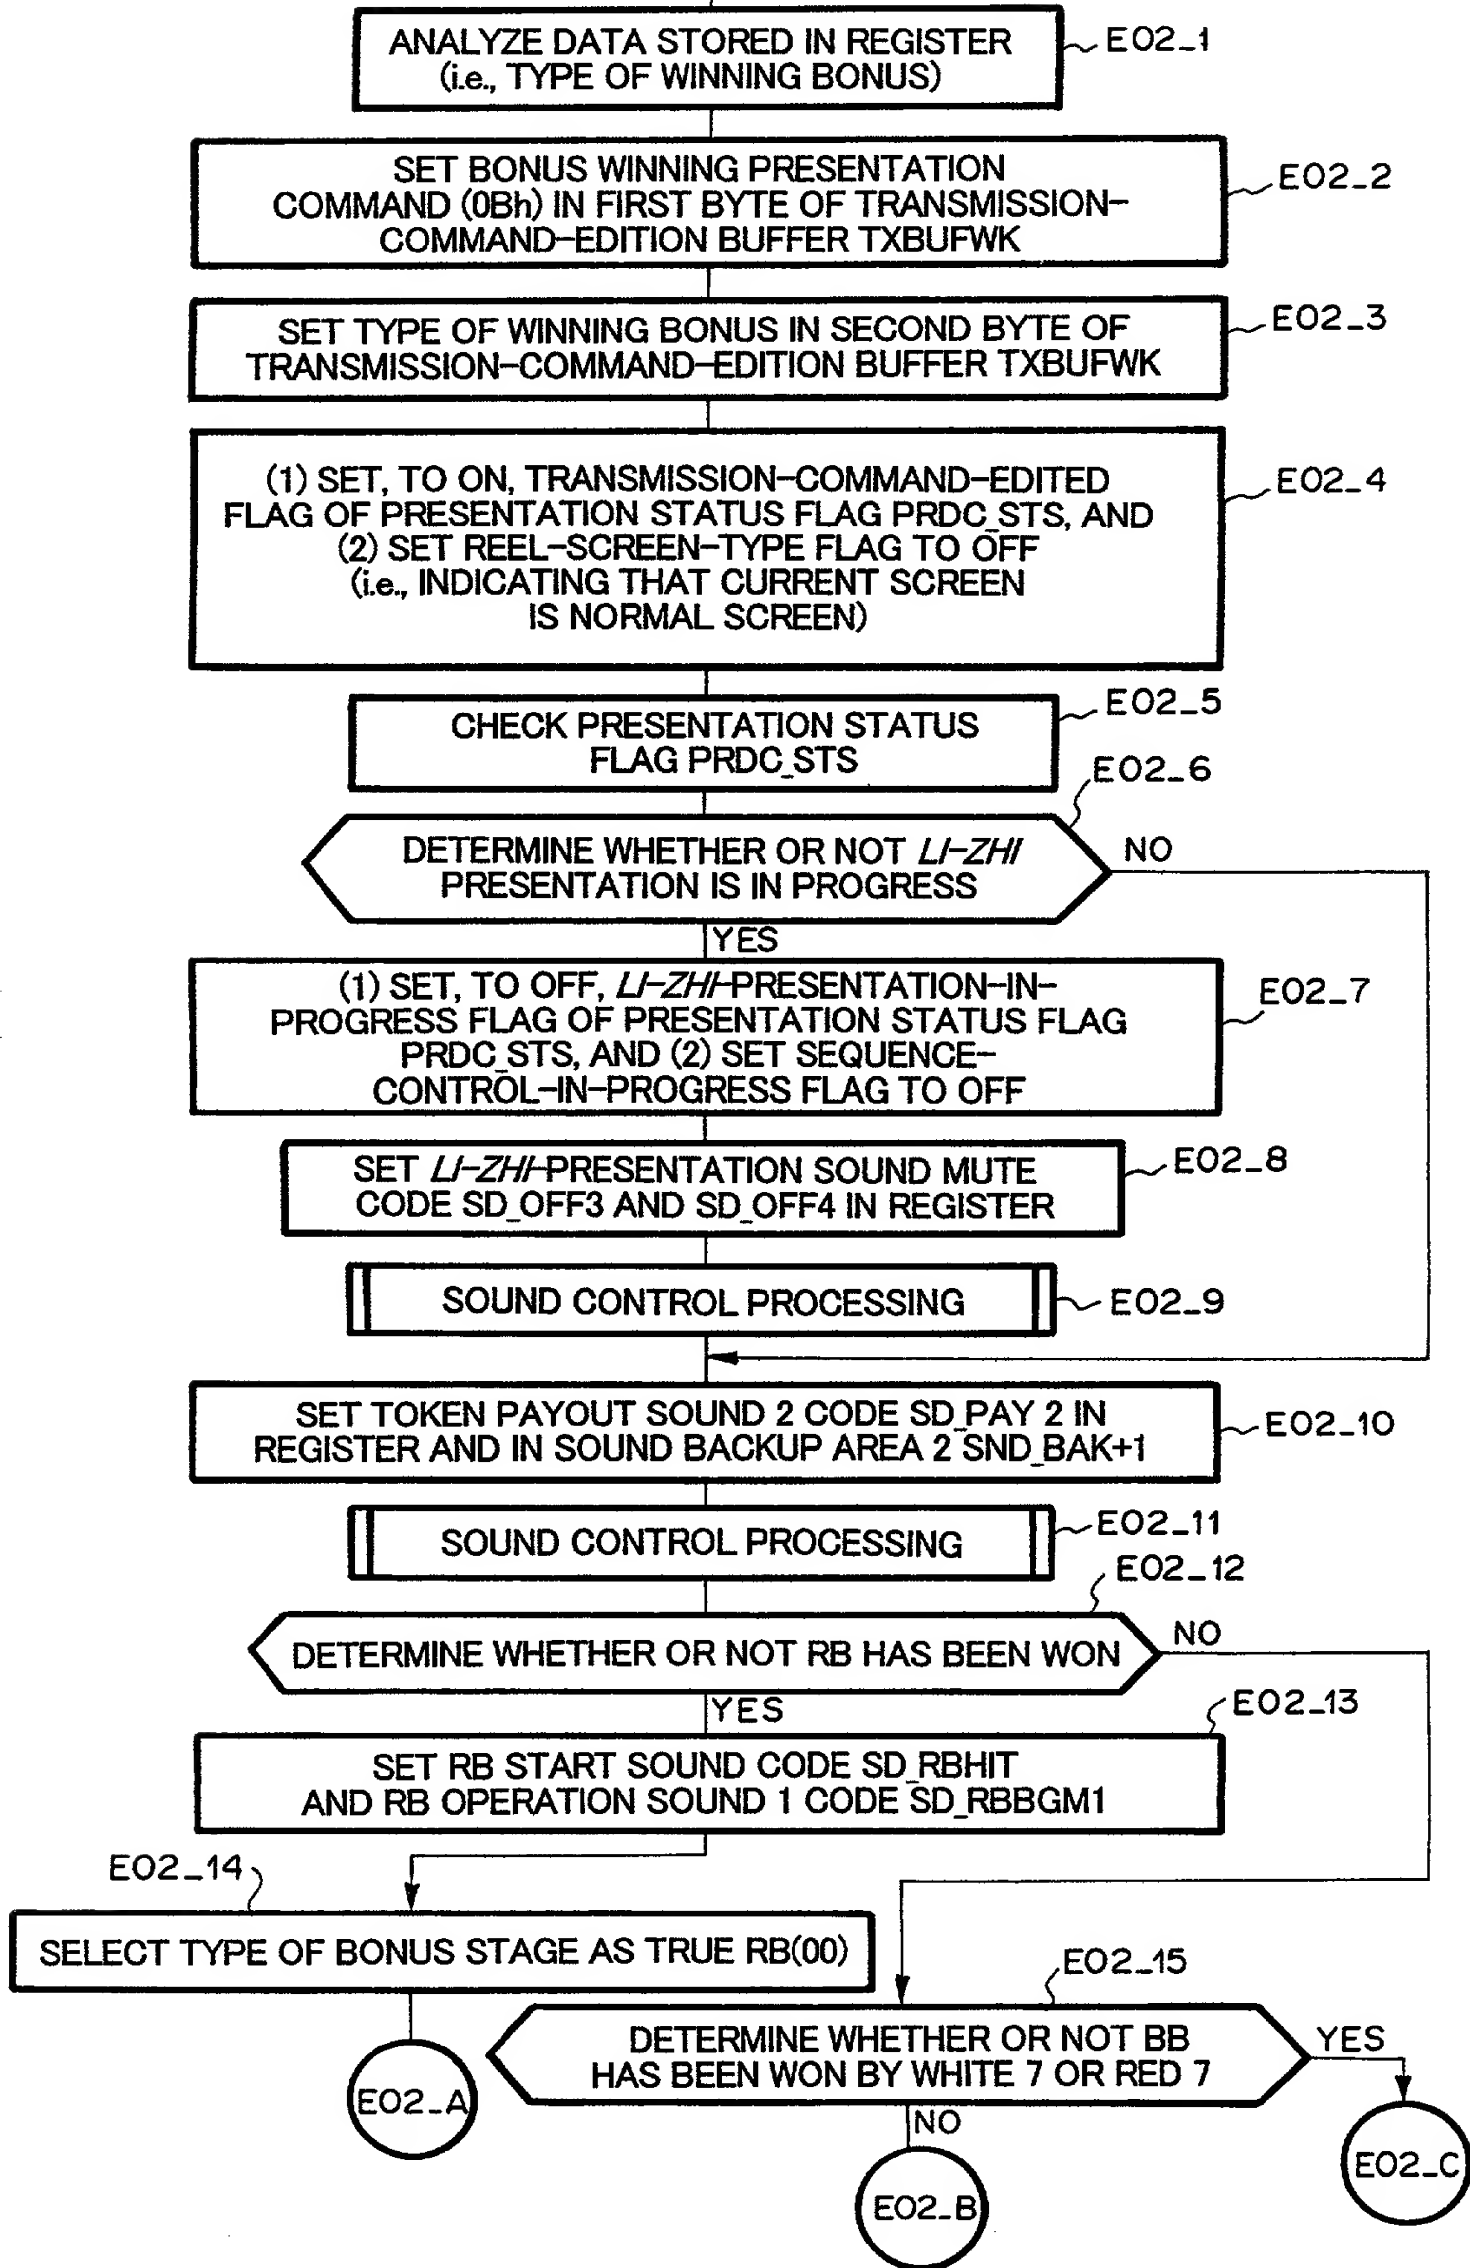 ANALYZE DATA STORED IN REGISTER
(i.e., TYPE OF WINNING BONUS)
E02_1
SET BONUS WINNING PRESENTATION
COMMAND (0Bh) IN FIRST BYTE OF TRANSMISSION-
COMMAND-EDITION BUFFER TXBUFWK
E02_2
SET TYPE OF WINNING BONUS IN SECOND BYTE OF
TRANSMISSION-COMMAND-EDITION BUFFER TXBUFWK
E02_3
(1) SET, TO ON, TRANSMISSION-COMMAND-EDITED
FLAG OF PRESENTATION STATUS FLAG PRDC_STS, AND
(2) SET REEL-SCREEN-TYPE FLAG TO OFF
(i.e., INDICATING THAT CURRENT SCREEN
IS NORMAL SCREEN)
E02_4
CHECK PRESENTATION STATUS
FLAG PRDC_STS
E02_5
DETERMINE WHETHER OR NOT LI-ZHI
PRESENTATION IS IN PROGRESS
E02_6
NO
YES
(1) SET, TO OFF, LI-ZHI-PRESENTATION-IN-
PROGRESS FLAG OF PRESENTATION STATUS FLAG
PRDC_STS, AND (2) SET SEQUENCE-
CONTROL-IN-PROGRESS FLAG TO OFF
E02_7
SET LI-ZHI-PRESENTATION SOUND MUTE
CODE SD_OFF3 AND SD_OFF4 IN REGISTER
E02_8
SOUND CONTROL PROCESSING
E02_9
SET TOKEN PAYOUT SOUND 2 CODE SD_PAY 2 IN
REGISTER AND IN SOUND BACKUP AREA 2 SND_BAK+1
E02_10
SOUND CONTROL PROCESSING
E02_11
E02_12
DETERMINE WHETHER OR NOT RB HAS BEEN WON
NO
YES
E02_13
SET RB START SOUND CODE SD_RBHIT
AND RB OPERATION SOUND 1 CODE SD_RBBGM1
E02_14
SELECT TYPE OF BONUS STAGE AS TRUE RB(00)
E02_15
DETERMINE WHETHER OR NOT BB
HAS BEEN WON BY WHITE 7 OR RED 7
YES
NO
E02_A
E02_B
E02_C